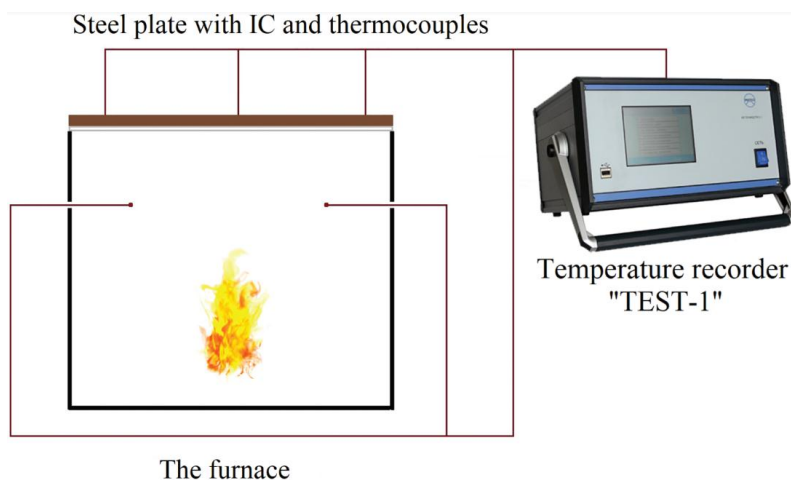 Steel plate with IC and thermocouples
Temperature recorder
"TEST-1"
The furnace